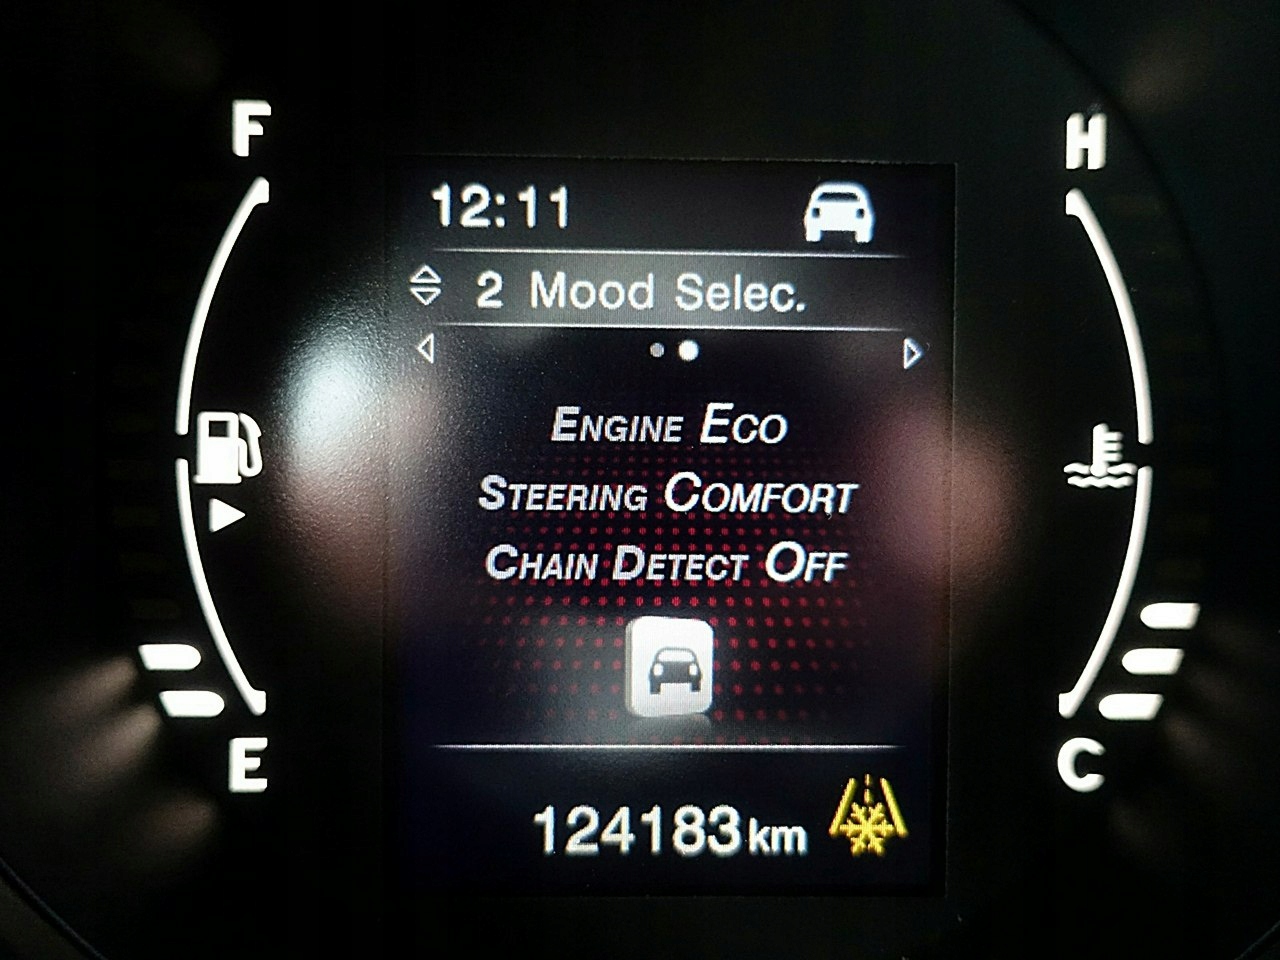 F
H
12:11
2 Mood Selec.
ENGINE ECO
STEERING COMFORT
CHAIN DETECT OFF
E
C
124183km